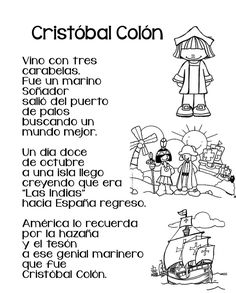 Cristóbal Colón
Vino con tres
carabelas.
Fue un marino
Soñador
salió del puerto
de palos
buscando un
mundo mejor.
Un dia doce
de octubre
a una isla llego
creyendo que era
"Las Indias"
hacia España regreso.
América lo recuerda
por la hazaña
y el tesón
a ese genial marinero
que fue
Cristóbal Colón.